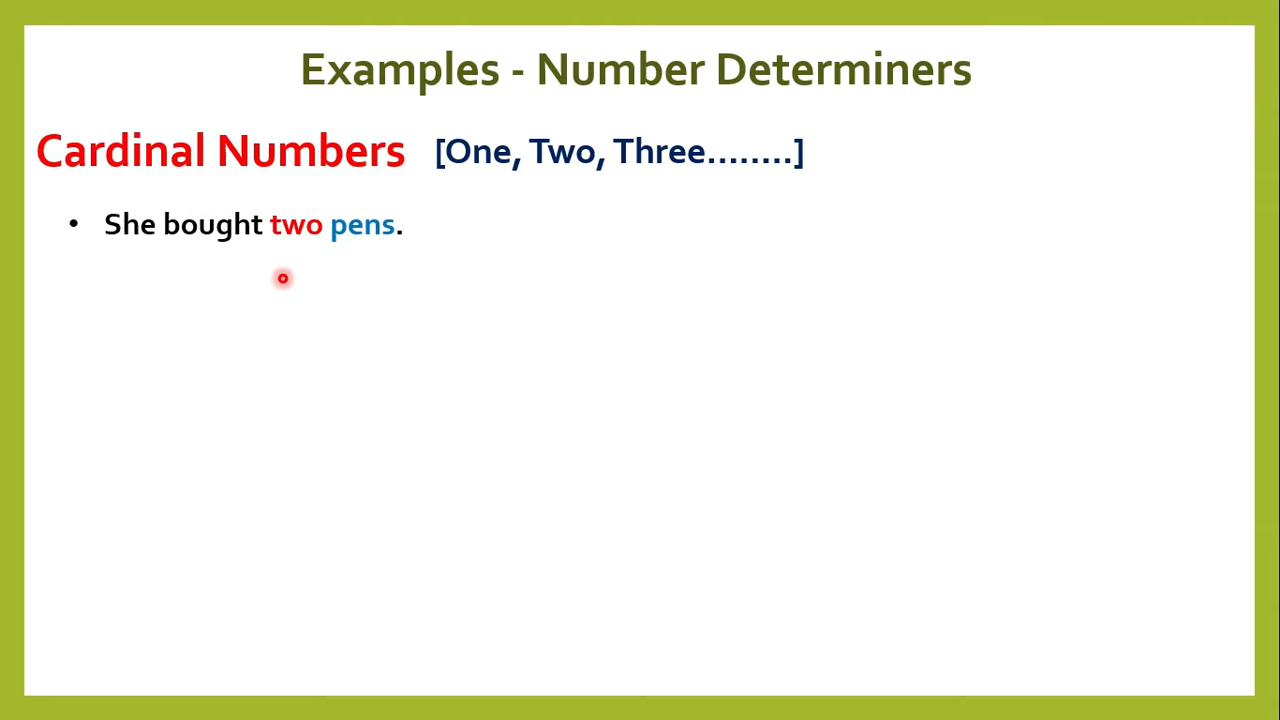 Examples - Number Determiners
Cardinal Numbers [One, Two, Three........]
• She bought two pens.